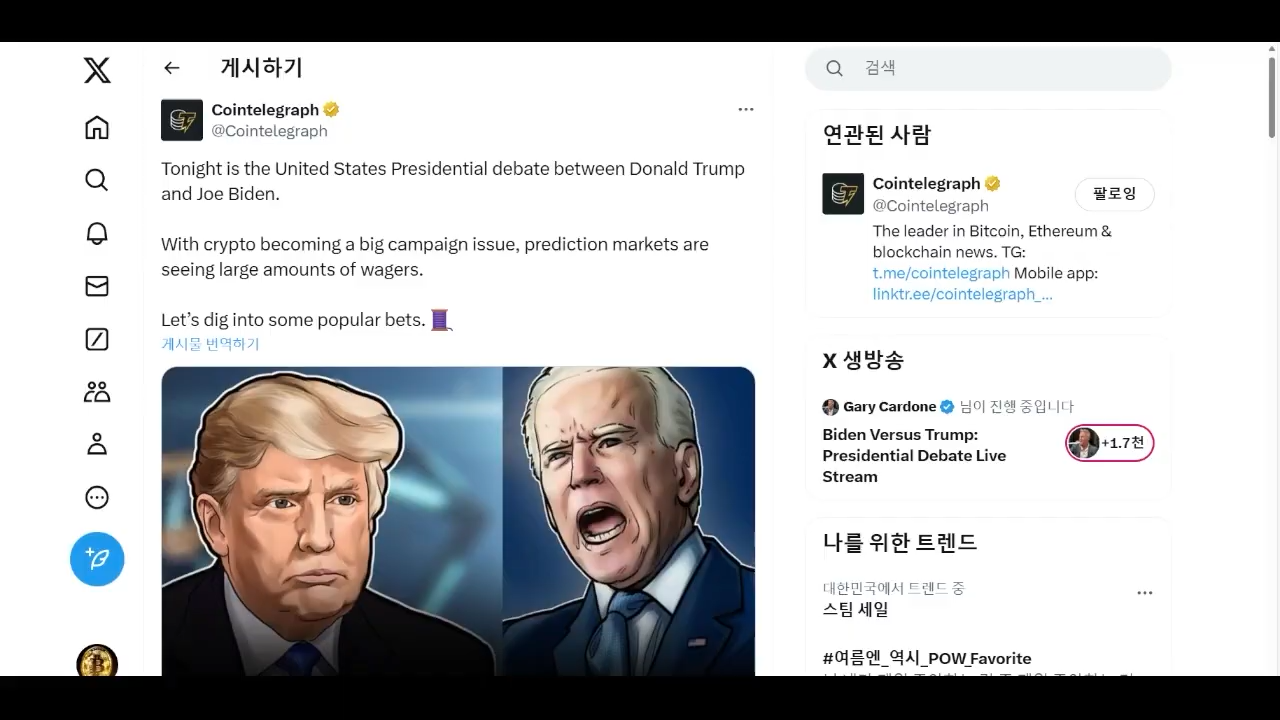 게시하기
Cointelegraph
@Cointelegraph
Tonight is the United States Presidential debate between Donald Trump
and Joe Biden.
With crypto becoming a big campaign issue, prediction markets are
seeing large amounts of wagers.
Let’s dig into some popular bets.
게시물 번역하기
검색
연관된 사람
Cointelegraph
@Cointelegraph
팔로잉
The leader in Bitcoin, Ethereum &
blockchain news. TG:
t.me/cointelegraph Mobile app:
linktr.ee/cointelegraph_...
X 생방송
Gary Cardone 님이 진행 중입니다
Biden Versus Trump:
Presidential Debate Live
Stream
+1.7천
나를 위한 트렌드
대한민국에서 트렌드 중
스팀 세일
#여름엔_역시_POW_Favorite